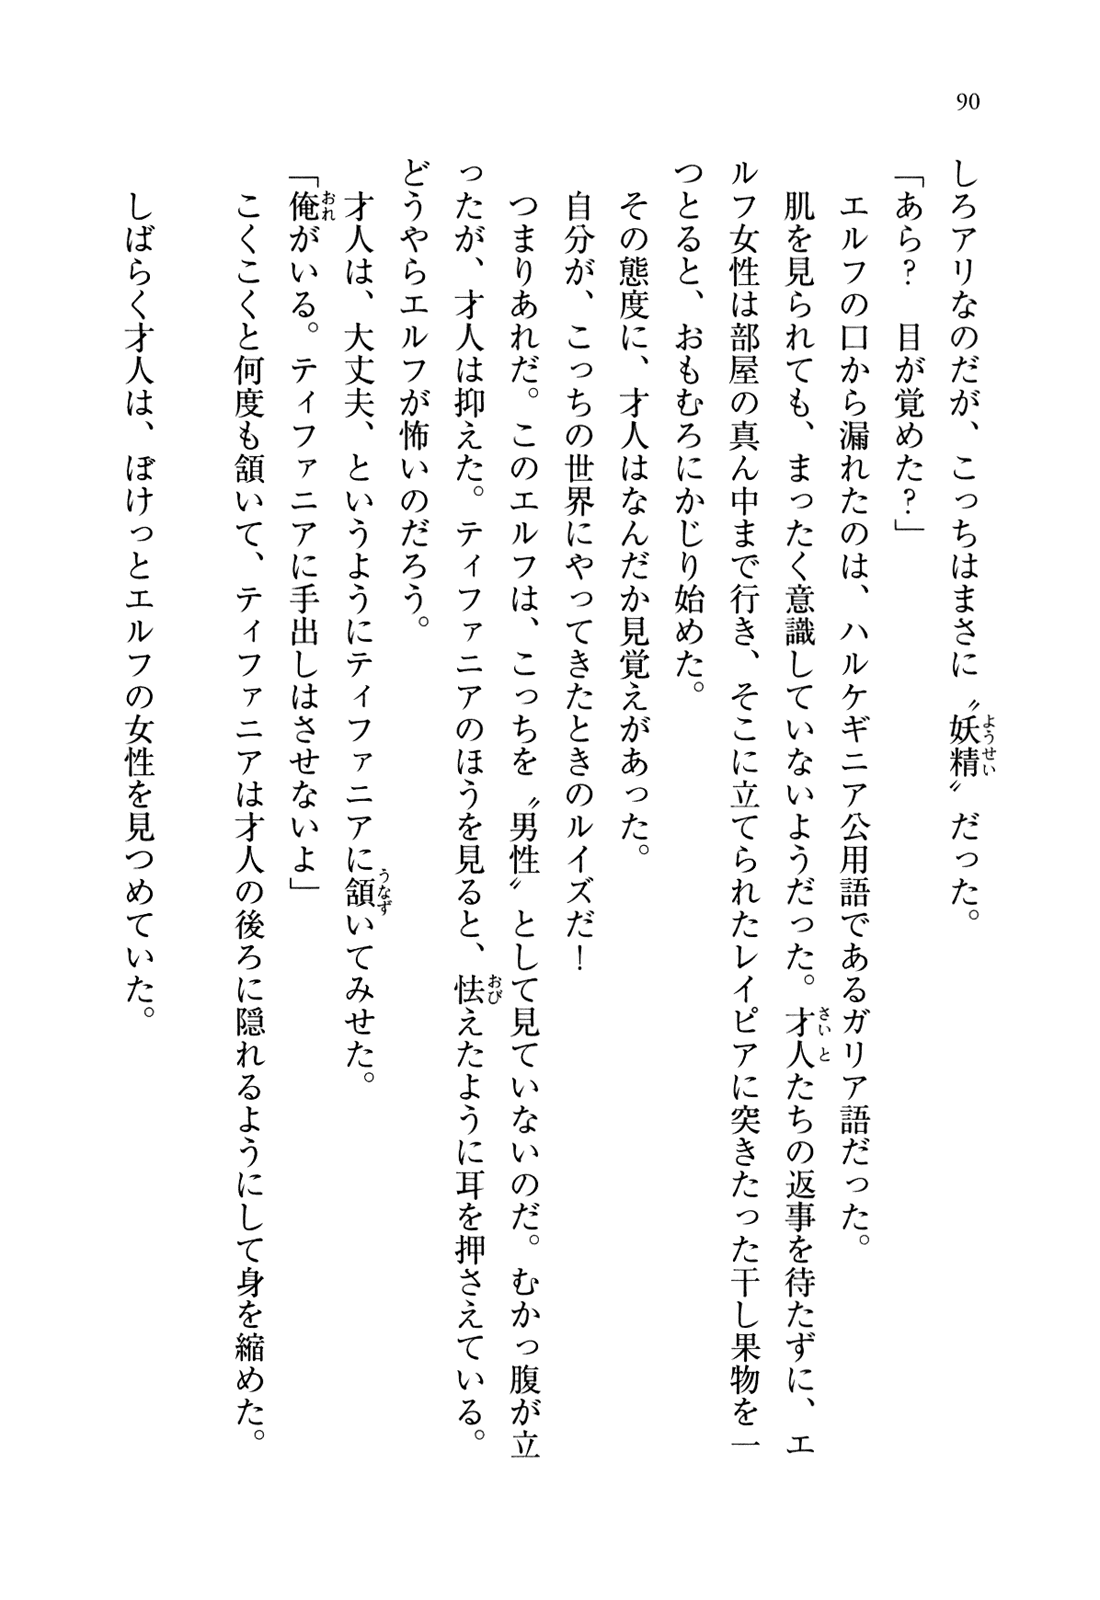 90
しろアリなのだが、こっちはまさに〝妖精〟だった。
「あら？　目が覚めた？」
　エルフの口から漏れたのは、ハルケギニア公用語であるガリア語だった。
　肌を見られても、まったく意識していないようだった。才人たちの返事を待たずに、エ
ルフ女性は部屋の真ん中まで行き、そこに立てられたレイピアに突きたった干し果物を一
つとると、おもむろにかじり始めた。
　その態度に、才人はなんだか見覚えがあった。
　自分が、こっちの世界にやってきたときのルイズだ！
　つまりあれだ。このエルフは、こっちを〝男性〟として見ていないのだ。むかっ腹が立
ったが、才人は抑えた。ティファニアのほうを見ると、怯えたように耳を押さえている。
どうやらエルフが怖いのだろう。
　才人は、大丈夫、というようにティファニアに頷いてみせた。
「俺がいる。ティファニアに手出しはさせないよ」
　こくこくと何度も頷いて、ティファニアは才人の後ろに隠れるようにして身を縮めた。
　しばらく才人は、ぼけっとエルフの女性を見つめていた。